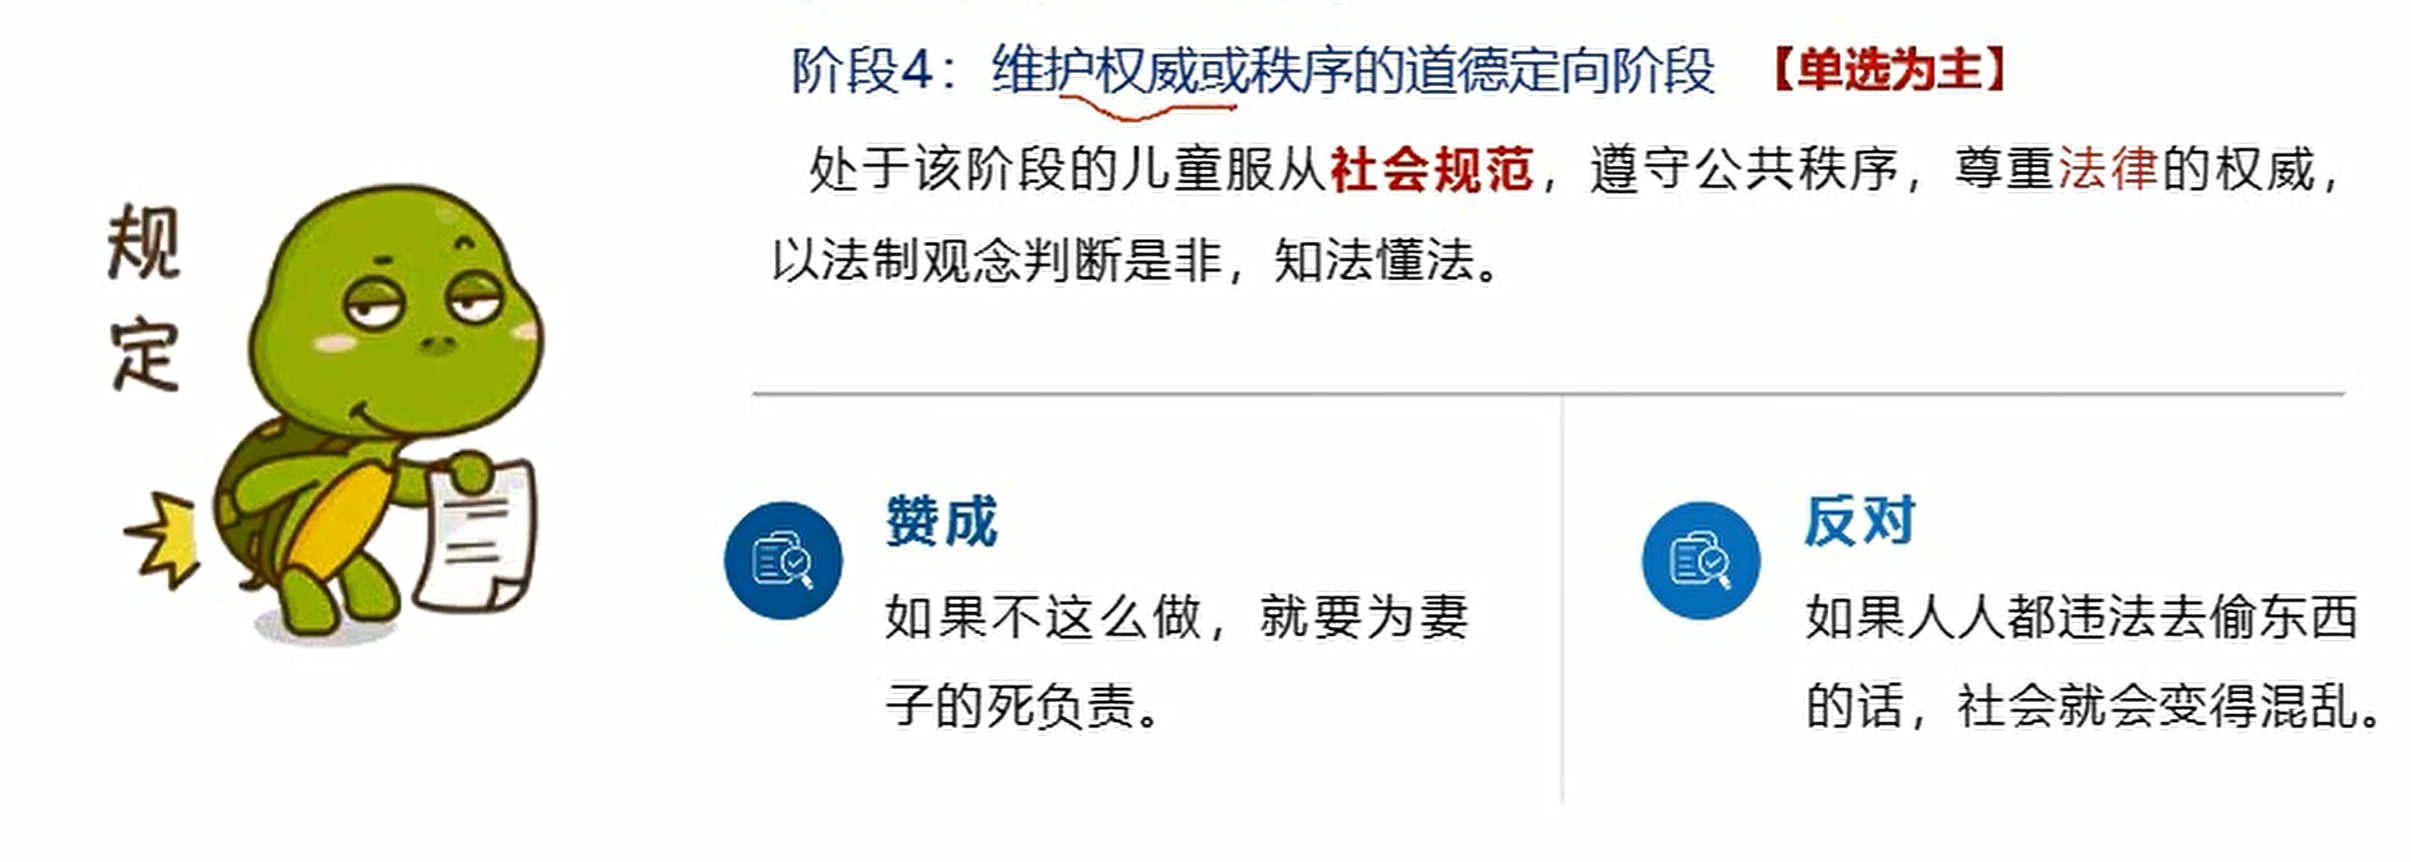 阶段4：维护权威或秩序的道德定向阶段 【单选为主】
处于该阶段的儿童服从社会规范，遵守公共秩序，尊重法律的权威，
以法制观念判断是非，知法懂法。
规
定
赞成
如果不这么做，就要为妻
子的死负责。
反对
如果人人都违法去偷东西
的话，社会就会变得混乱。